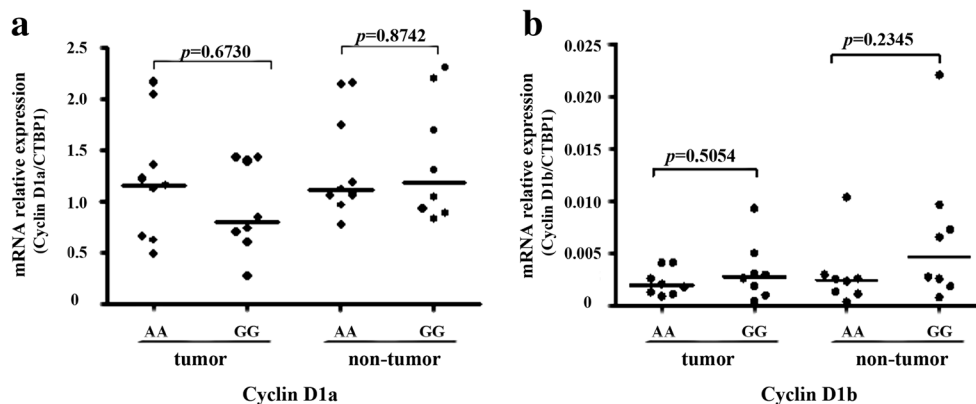 a
mRNA relative expression
(Cyclin D1a/CTBP1)
2.5
2.0
1.5
1.0
0.5
0
p=0.6730
p=0.8742
AA
GG
AA
GG
tumor
non-tumor
Cyclin D1a
b
mRNA relative expression
(Cyclin D1b/CTBP1)
0.025
0.020
0.015
0.010
0.005
0
p=0.5054
p=0.2345
AA
GG
AA
GG
tumor
non-tumor
Cyclin D1b